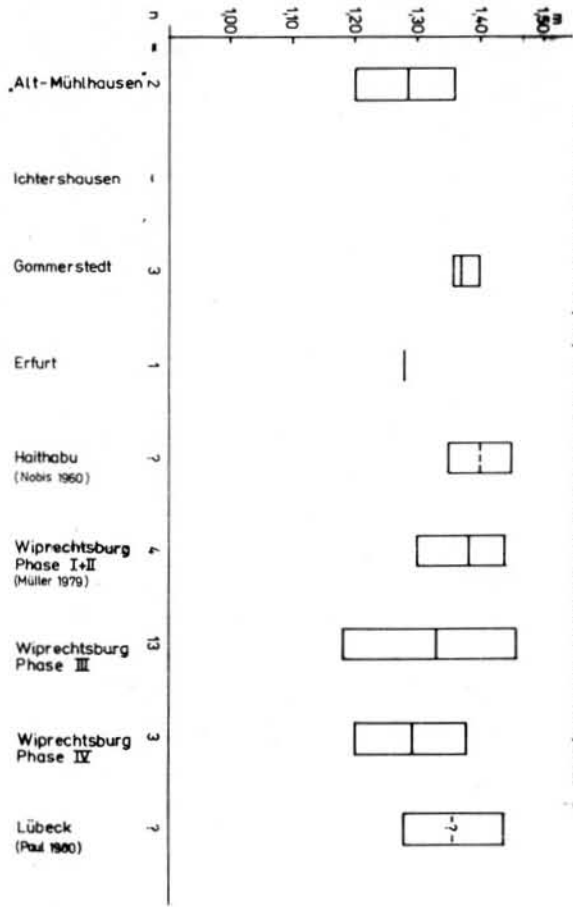 n m
1,00 1,10 1,20 1,30 1,40 1,50
„Alt-Mühlhausen" 2
Ichtershausen -
Gommerstedt 3
Erfurt 1
Haithabu ?
(Nobis 1960)
Wiprechtsburg 4
Phase I+II
(Müller 1979)
Wiprechtsburg 13
Phase III
Wiprechtsburg 3
Phase IV
Lübeck ? ?
(Paul 1980)